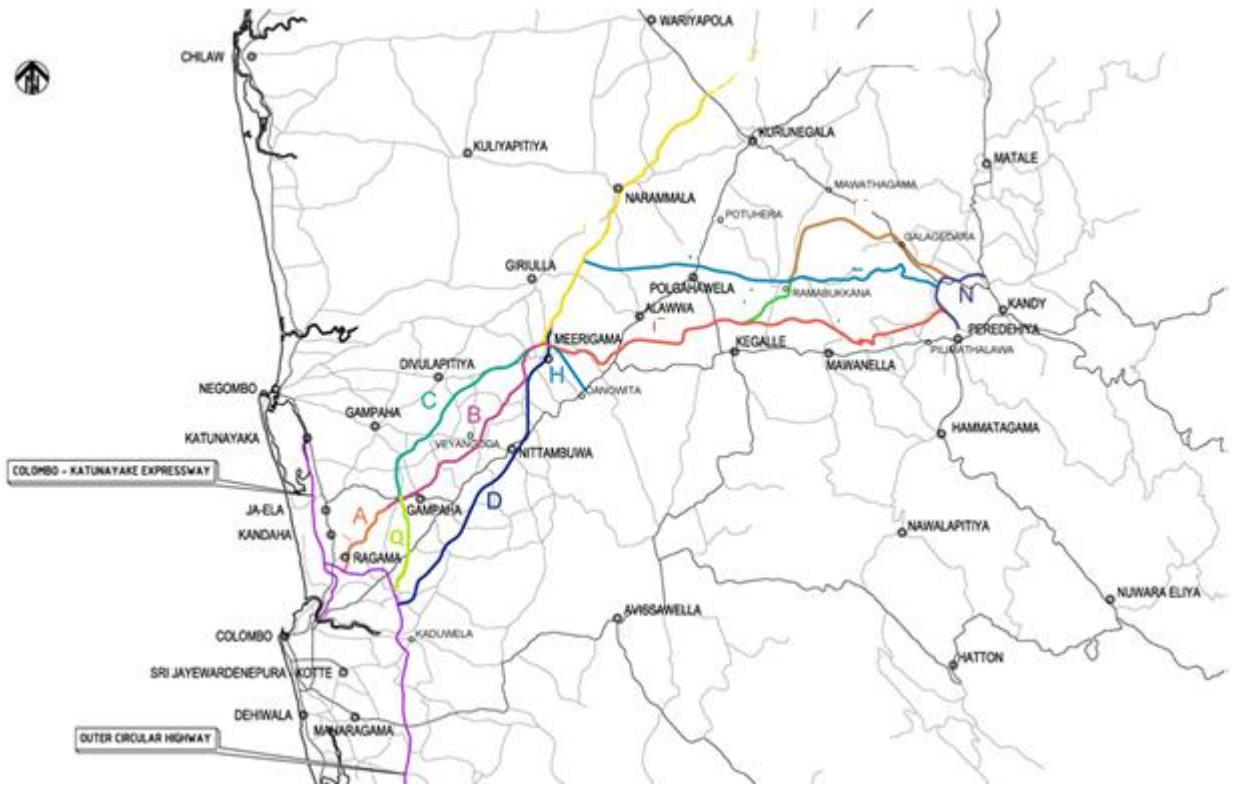 WARIYAPOLA
CHILAW
KURUNEGALA
KULIYAPITIYA
MATALE
MAWATHAGAMA
NARAMMALA
POTUHERA
GALAGEDARA
GIRIULLA
POLGAHAWELA
RAMABUKKANA
N
KANDY
ALAWWA
PEREDEHIYA
MEERIGAMA
KEGALLE
PILIMATHALAWA
MAWANELLA
DIVULAPITIYA
H
NEGOMBO
C
DANOWITA
B
GAMPAHA
KATUNAYAKA
VEYANGODA
HAMMATAGAMA
NITTAMBUWA
COLOMBO - KATUNAYAKE EXPRESSWAY
D
GAMPAHA
JA-ELA
A
NAWALAPITIYA
KANDAHA
Q
RAGAMA
NUWARA ELIYA
AVISSAWELLA
COLOMBO
KADUWELA
HATTON
SRI JAYEWARDENEPURA KOTTE
DEHIWALA
MAHARAGAMA
OUTER CIRCULAR HIGHWAY